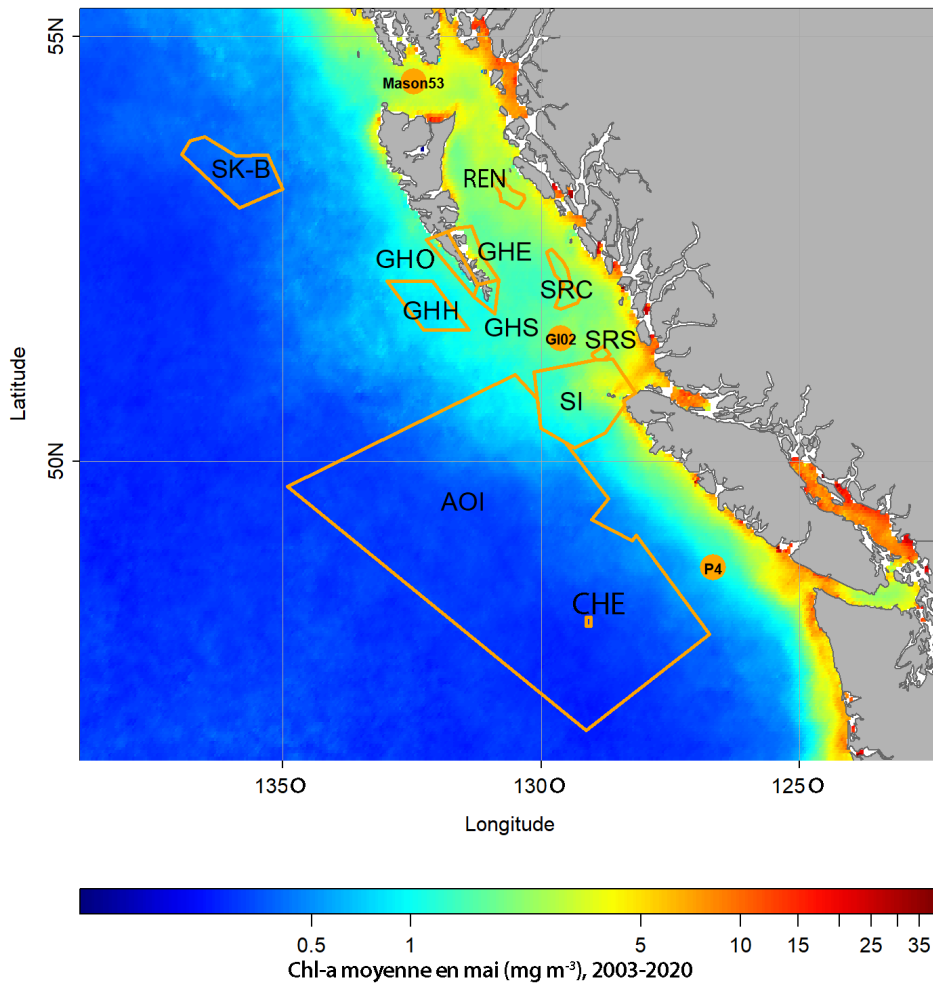 55N
Mason53
SK-B
REN
GHE
GHO
SRC
GHH
GHS
GI02
SRS
SI
Latitude
50N
AOI
P4
CHE
135O
130O
125O
Longitude
0.5 1 5 10 15 25 35
Chl-a moyenne en mai (mg m-3), 2003-2020